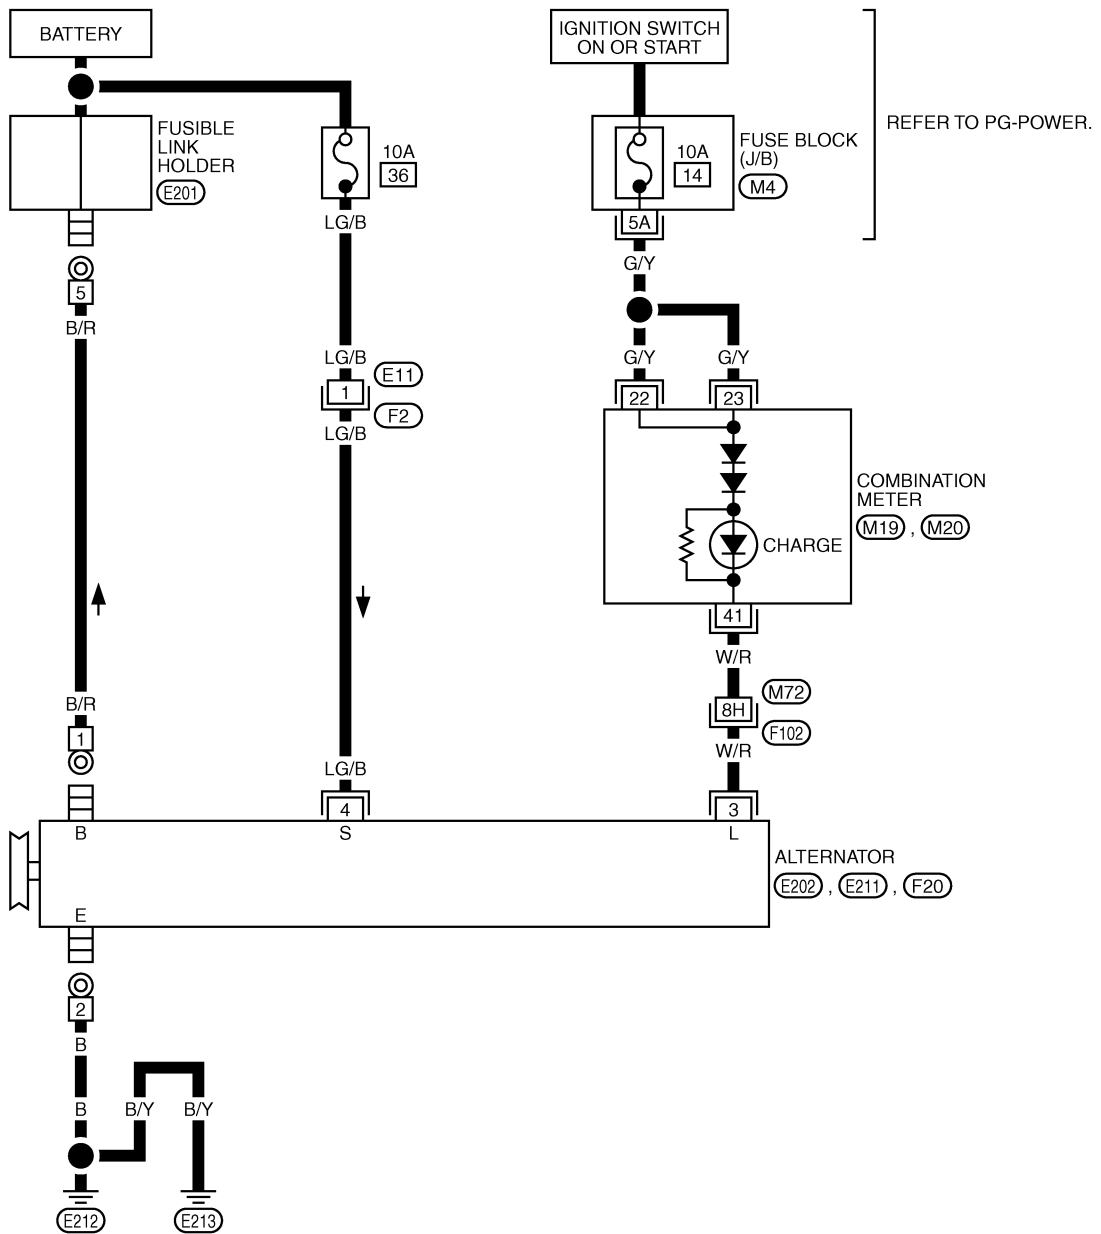 BATTERY
IGNITION SWITCH
ON OR START
REFER TO PG-POWER.
FUSIBLE
LINK
HOLDER
E201
10A
36
FUSE BLOCK
(J/B)
M4
10A
14
LG/B
5A
G/Y
5
B/R
LG/B
G/Y
G/Y
E11
1
F2
22
23
LG/B
COMBINATION
METER
M19 , M20
CHARGE
41
W/R
B/R
M72
8H
F102
1
W/R
LG/B
4
3
B
S
L
ALTERNATOR
E202 , E211 , F20
E
2
B
B
B/Y
B/Y
E212
E213